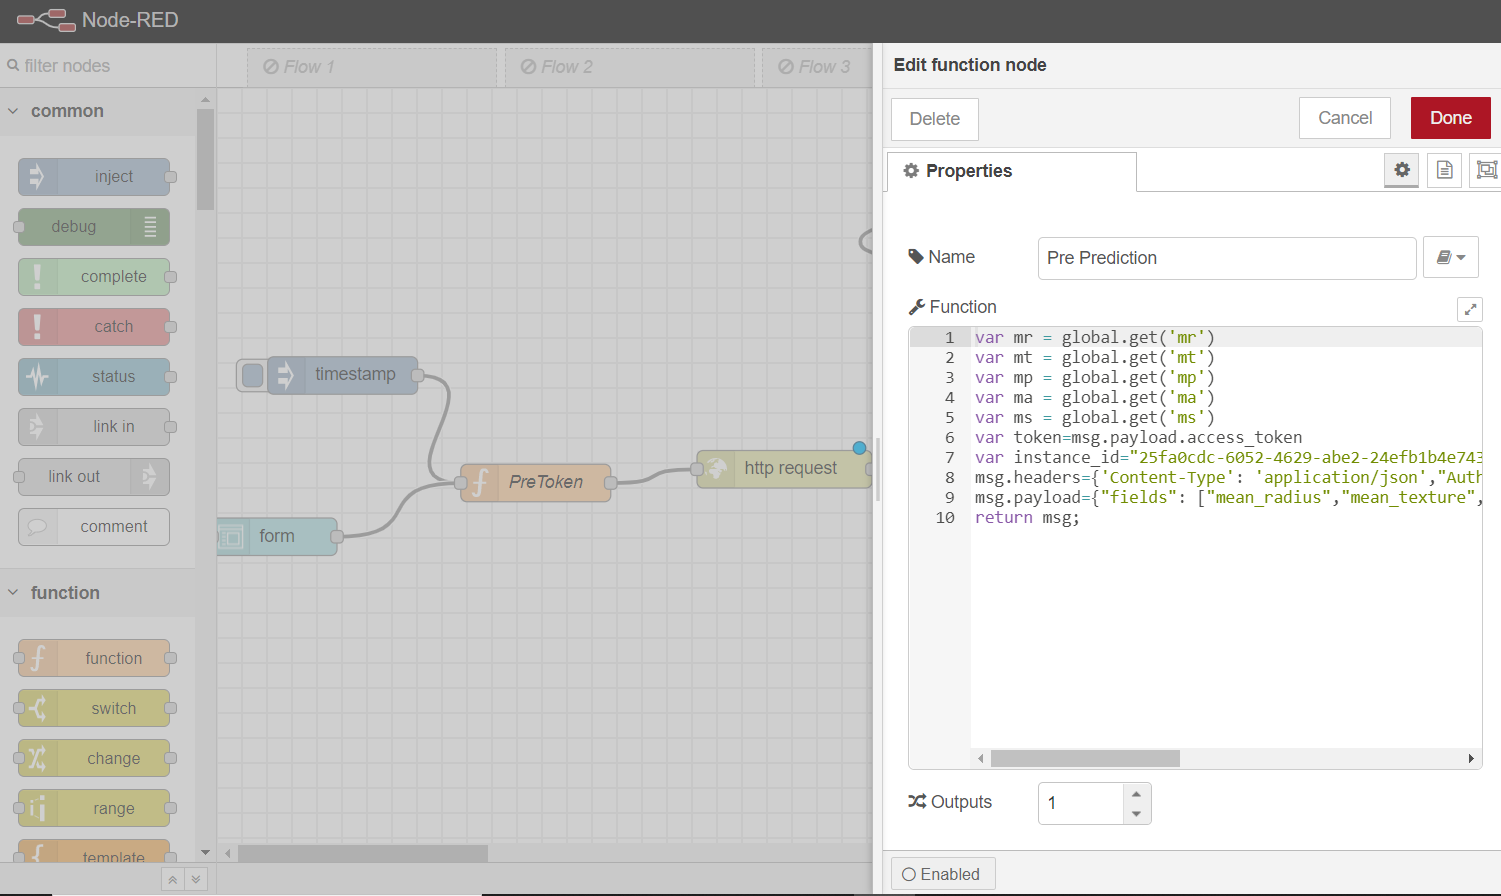 Node-RED
filter nodes
common
inject
debug
complete
catch
status
link in
link out
comment
function
function
switch
change
range
template
Flow 1
Flow 2
Flow 3
timestamp
form
PreToken
http request
Edit function node
Delete
Cancel
Done
Properties
Name
Pre Prediction
Function
1 var mr = global.get('mr')
2 var mt = global.get('mt')
3 var mp = global.get('mp')
4 var ma = global.get('ma')
5 var ms = global.get('ms')
6 var token=msg.payload.access_token
7 var instance_id="25fa0cdc-6052-4629-abe2-24efb1b4e743
8 msg.headers={'Content-Type': 'application/json',"Auth
9 msg.payload={"fields": ["mean_radius","mean_texture",
10 return msg;
Outputs
1
Enabled